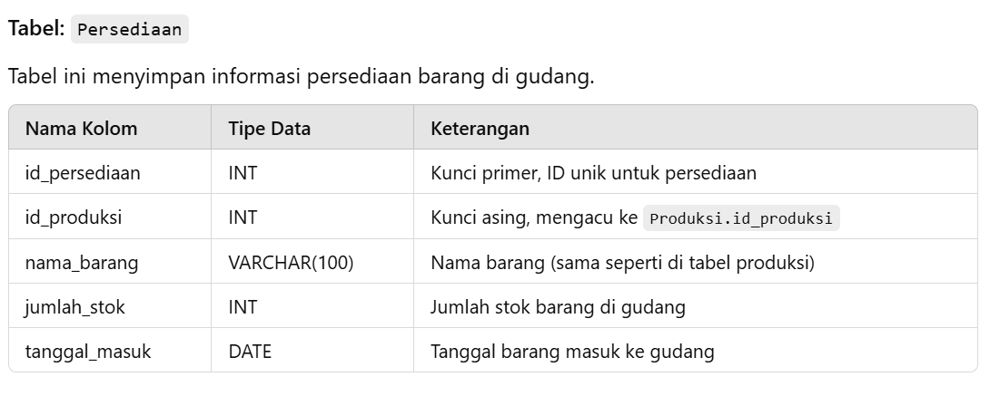 Tabel: Persediaan
Tabel ini menyimpan informasi persediaan barang di gudang.
Nama Kolom Tipe Data Keterangan
id_persediaan INT Kunci primer, ID unik untuk persediaan
id_produksi INT Kunci asing, mengacu ke Produksi.id_produksi
nama_barang VARCHAR(100) Nama barang (sama seperti di tabel produksi)
jumlah_stok INT Jumlah stok barang di gudang
tanggal_masuk DATE Tanggal barang masuk ke gudang